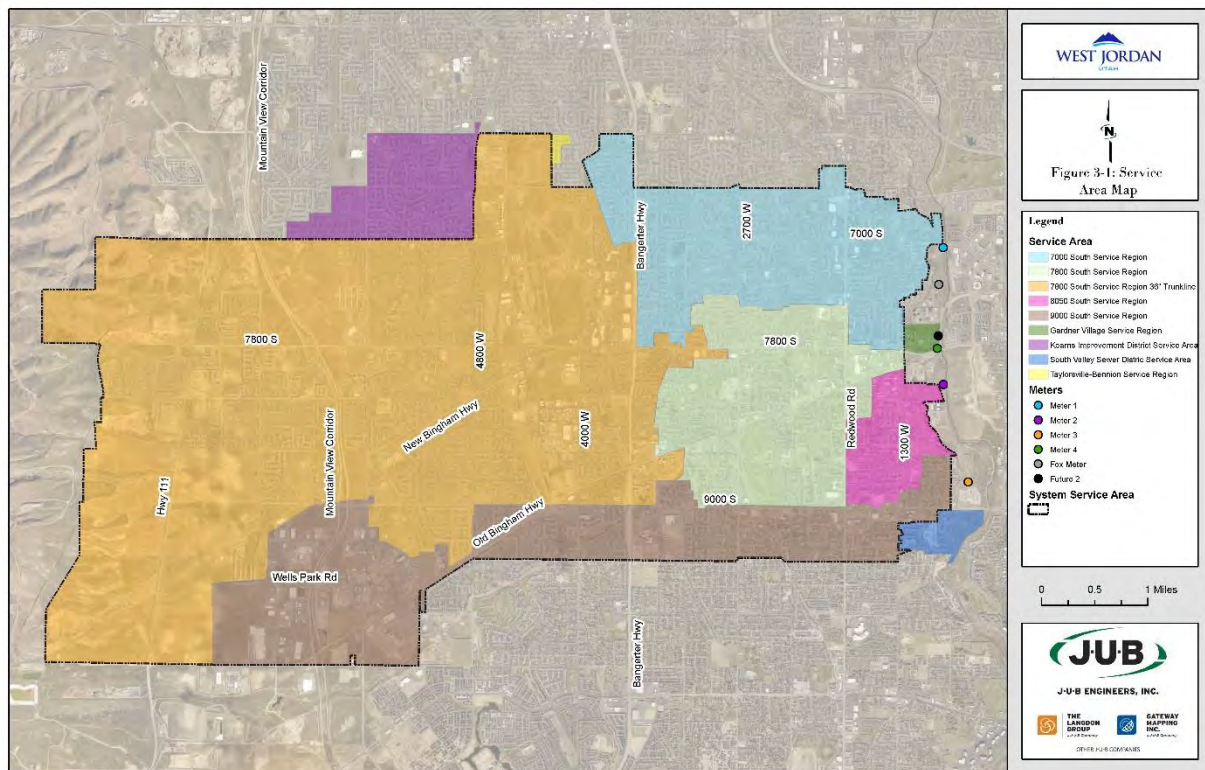 Mountain View Corridor
Bangerter Hwy
2700 W
7000 S
7800 S
4800 W
7800 S
New Bingham Hwy
4000 W
Redwood Rd
1300 W
Mountain View Corridor
Hwy 111
9000 S
Old Bingham Hwy
Wells Park Rd
Bangerter Hwy
WEST JORDAN
UTAH
N
Figure 3-1: Service
Area Map
Legend
Service Area
7000 South Service Region
7800 South Service Region
7800 South Service Region 36" Trunkline
8050 South Service Region
9000 South Service Region
Gardner Village Service Region
Kearns Improvement District Service Area
South Valley Sewer District Service Area
Taylorsville-Bennion Service Region
Meters
Meter 1
Meter 2
Meter 3
Meter 4
Fox Meter
Future 2
System Service Area
0 0.5 1 Miles
J·U·B
J·U·B ENGINEERS, INC.
THE
LANGDON
GROUP
GATEWAY
MAPPING
INC.
OTHER J·U·B COMPANIES